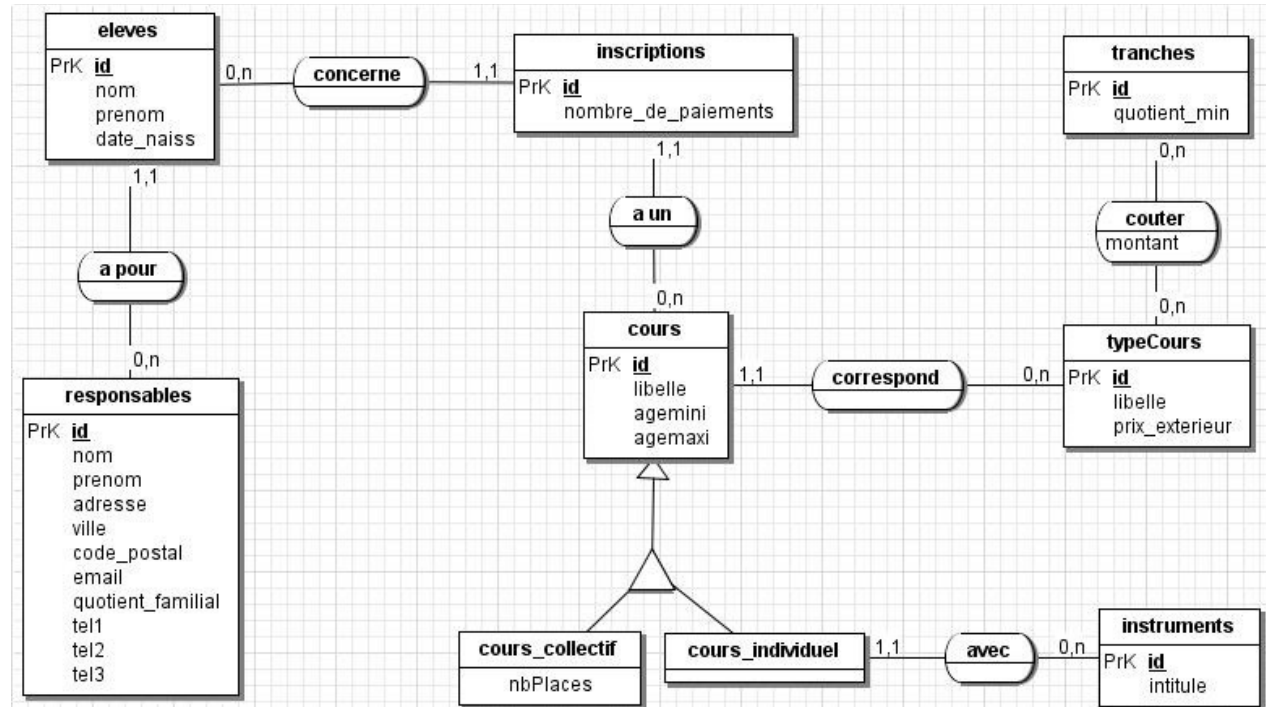 eleves
PrK id
nom
prenom
date_naiss
0,n
concerne
1,1
inscriptions
PrK id
nombre_de_paiements
tranches
PrK id
quotient_min
1,1
a pour
0,n
responsables
PrK id
nom
prenom
adresse
ville
code_postal
email
quotient_familial
tel1
tel2
tel3
1,1
a un
0,n
cours
PrK id
libelle
agemini
agemaxi
1,1
correspond
0,n
0,n
couter
montant
0,n
typeCours
PrK id
libelle
prix_exterieur
cours_collectif
nbPlaces
cours_individuel
1,1
avec
0,n
instruments
PrK id
intitule